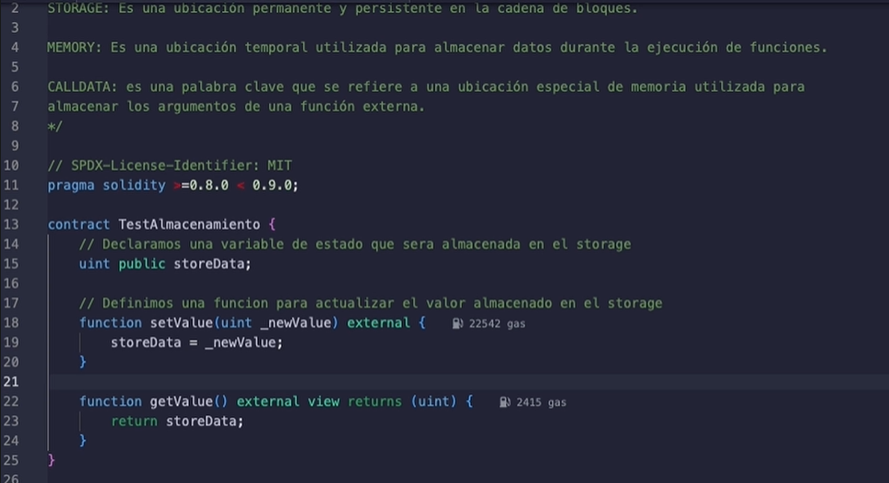 2 STORAGE: Es una ubicación permanente y persistente en la cadena de bloques.
3
4 MEMORY: Es una ubicación temporal utilizada para almacenar datos durante la ejecución de funciones.
5
6 CALLDATA: es una palabra clave que se refiere a una ubicación especial de memoria utilizada para
7 almacenar los argumentos de una función externa.
8 */
9
10 // SPDX-License-Identifier: MIT
11 pragma solidity >=0.8.0 < 0.9.0;
12
13 contract TestAlmacenamiento {
14 // Declaramos una variable de estado que sera almacenada en el storage
15 uint public storeData;
16
17 // Definimos una funcion para actualizar el valor almacenado en el storage
18 function setValue(uint _newValue) external { 22542 gas
19 storeData = _newValue;
20 }
21
22 function getValue() external view returns (uint) { 2415 gas
23 return storeData;
24 }
25 }
26